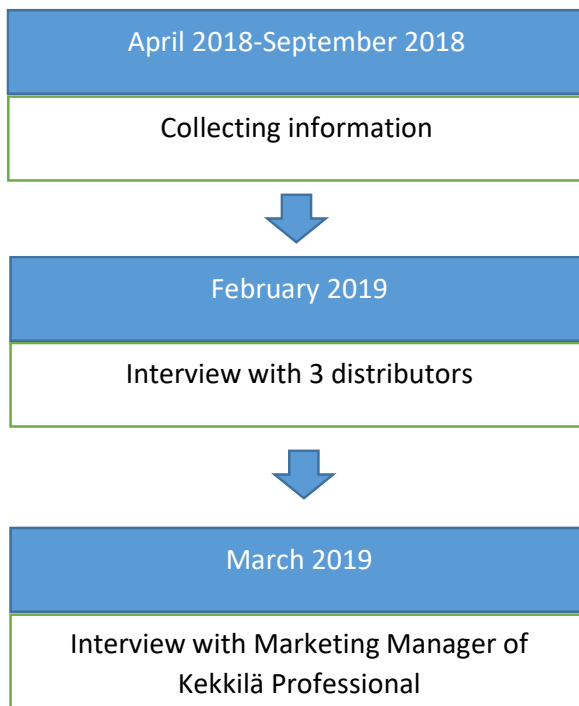 April 2018-September 2018
Collecting information
February 2019
Interview with 3 distributors
March 2019
Interview with Marketing Manager of
Kekkilä Professional